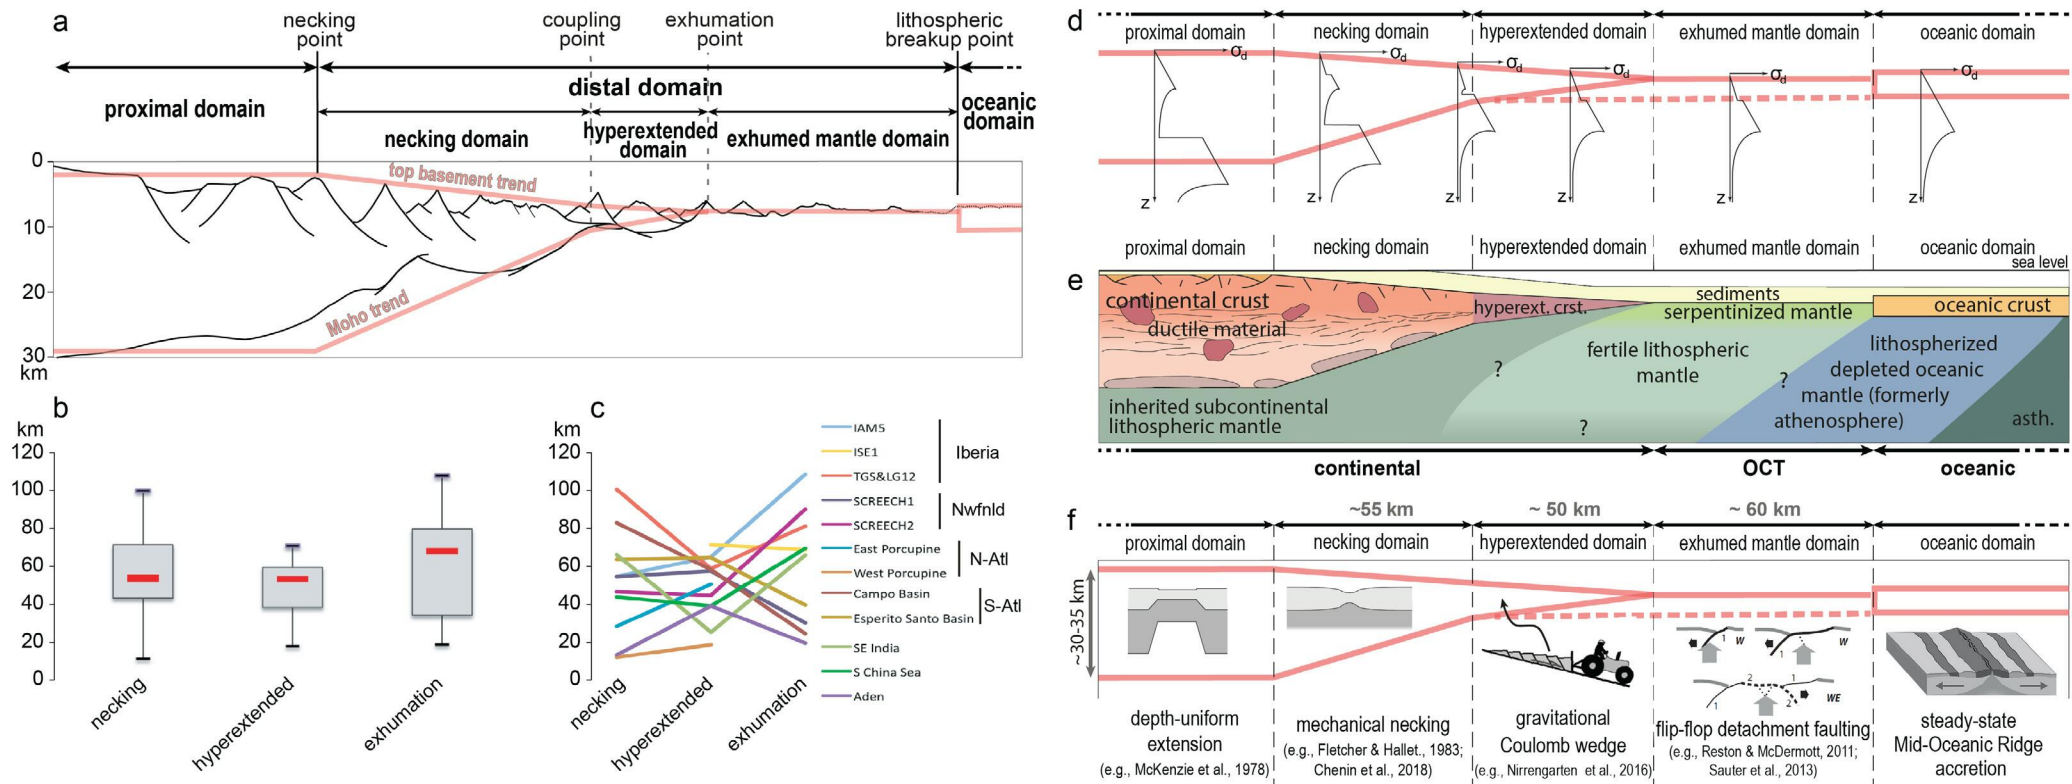 a
necking
point
coupling
point
exhumation
point
lithospheric
breakup point
proximal domain
distal domain
oceanic
domain
necking domain
hyperextended
domain
exhumed mantle domain
0
10
20
30
km
top basement trend
Moho trend
b
km
120
100
80
60
40
20
0
necking
hyperextended
exhumation
c
km
120
100
80
60
40
20
0
necking
hyperextended
exhumation
IAM5
ISE1
TGS&LG12
Iberia
SCREECH1
SCREECH2
Nwfnld
East Porcupine
West Porcupine
N-Atl
Campo Basin
Esperito Santo Basin
S-Atl
SE India
S China Sea
Aden
d
proximal domain
necking domain
hyperextended domain
exhumed mantle domain
oceanic domain
σd
σd
σd
σd
σd
σd
z
z
z
z
z
z
proximal domain
necking domain
hyperextended domain
exhumed mantle domain
oceanic domain
sea level
e
continental crust
ductile material
hyperext. crst.
sediments
serpentinized mantle
oceanic crust
inherited subcontinental
lithospheric mantle
?
fertile lithospheric
mantle
?
?
lithospherized
depleted oceanic
mantle (formerly
athenosphere)
asth.
continental
OCT
oceanic
f
~55 km
~ 50 km
~ 60 km
proximal domain
necking domain
hyperextended domain
exhumed mantle domain
oceanic domain
~30-35 km
1
W
1
W
1
2
1
2
WE
depth-uniform
extension
(e.g., McKenzie et al., 1978)
mechanical necking
(e.g., Fletcher & Hallet., 1983;
Chenin et al., 2018)
gravitational
Coulomb wedge
(e.g., Nirrengarten et al., 2016)
flip-flop detachment faulting
(e.g., Reston & McDermott, 2011;
Sauter et al., 2013)
steady-state
Mid-Oceanic Ridge
accretion